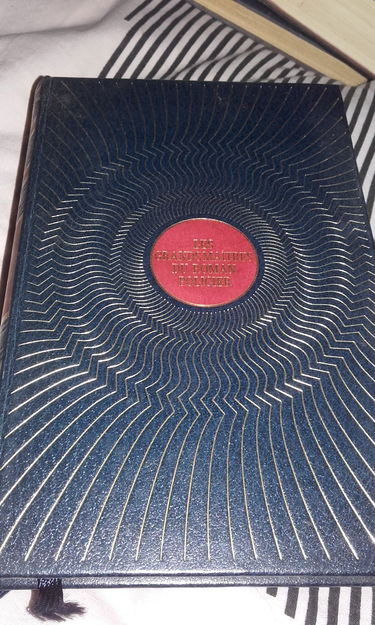 LES
GRANDS MAITRES
DU ROMAN
POLICIER